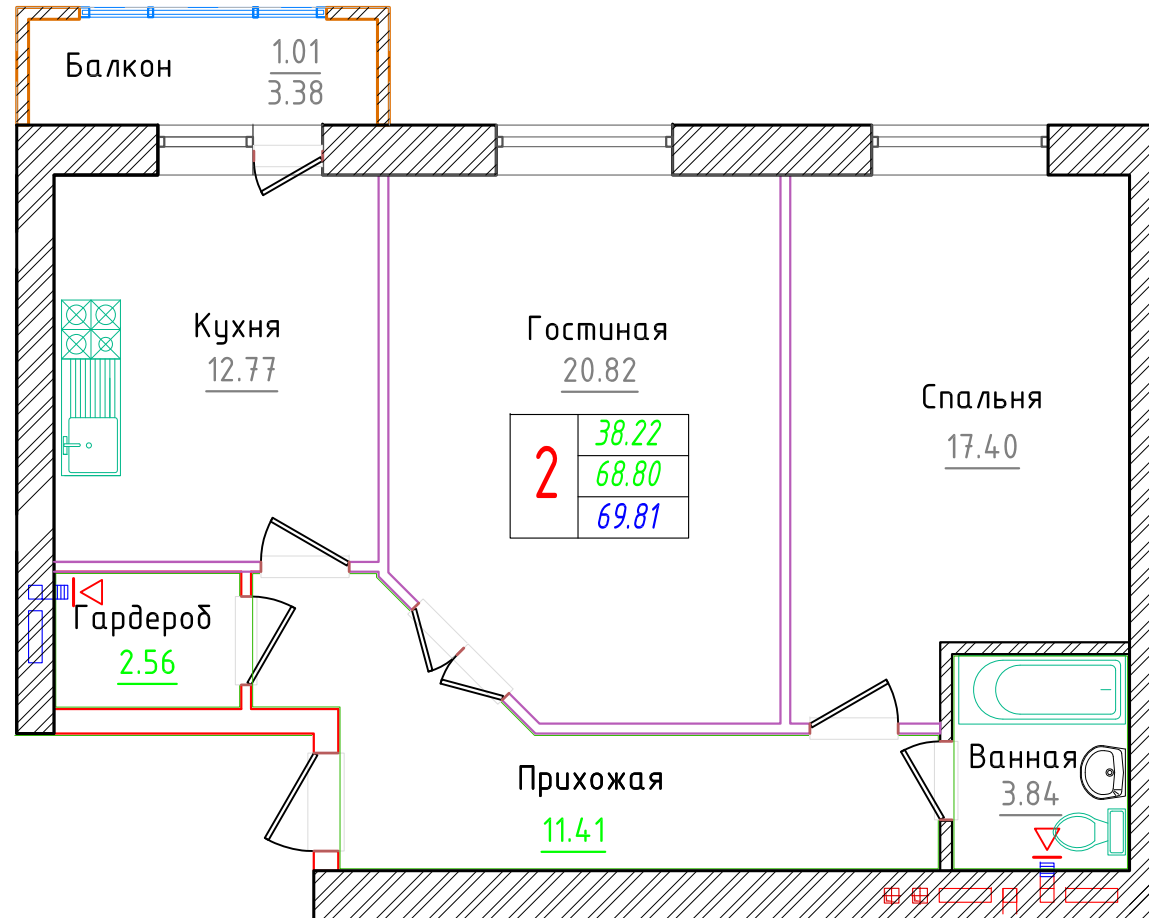 Балкон
1.01
3.38
Кухня
12.77
Гостиная
20.82
Спальня
17.40
2
38.22
68.80
69.81
Гардероб
2.56
Прихожая
11.41
Ванная
3.84